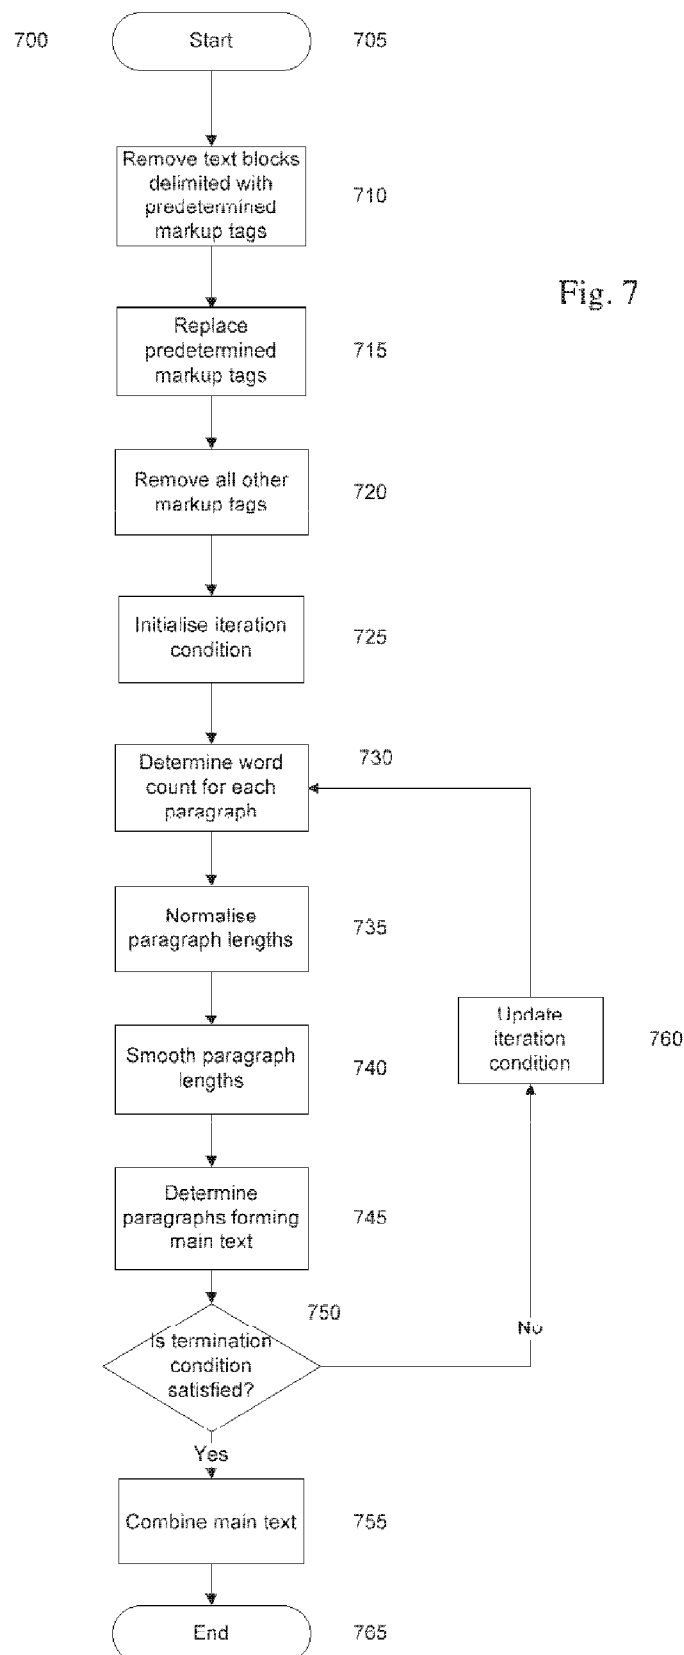 700
Start
705
Remove text blocks
delimited with
predetermined
markup tags
710
Fig. 7
Replace
predetermined
markup tags
715
Remove all other
markup tags
720
Initialise iteration
condition
725
730
Determine word
count for each
paragraph
Normalise
paragraph lengths
735
Update
iteration
condition
760
Smooth paragraph
lengths
740
Determine
paragraphs forming
main text
745
750
No
Is termination
condition
satisfied?
Yes
Combine main text
755
End
765